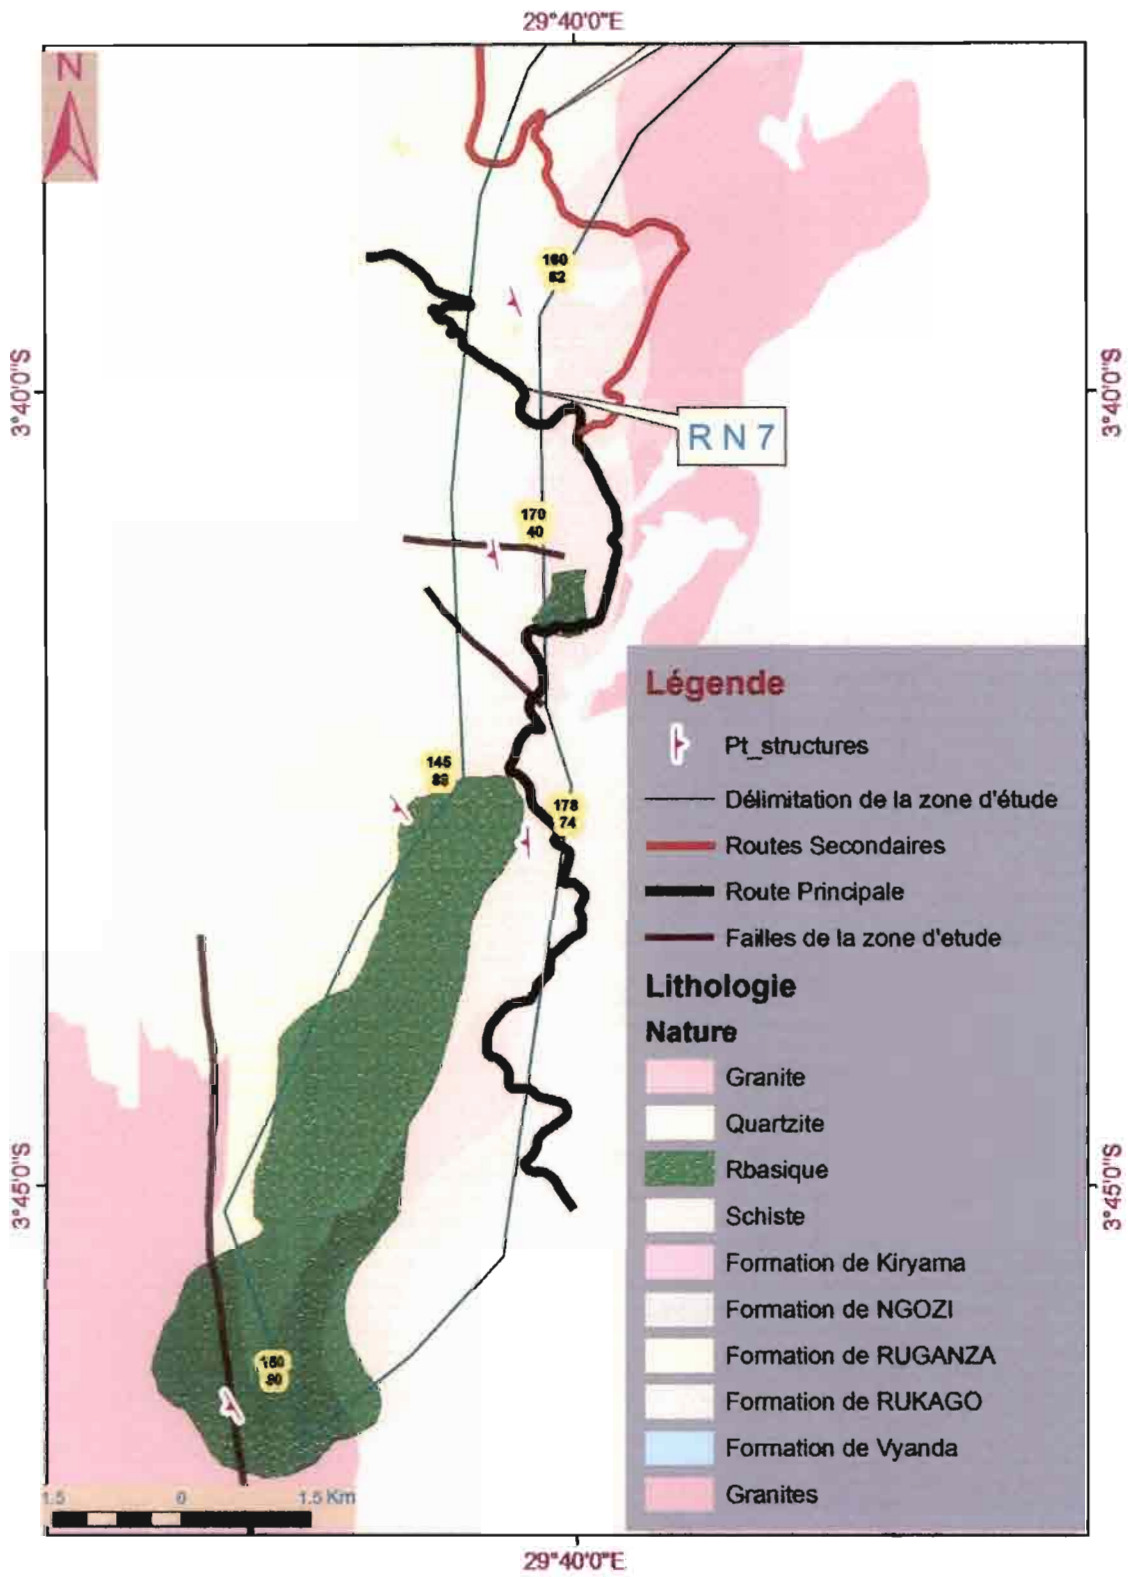 29°40'0"E
N
160
62
3°40'0"S
3°40'0"S
R N 7
170
40
Légende
Pt_structures
145
Délimitation de la zone d'étude
178
74
Routes Secondaires
Route Principale
Failles de la zone d'etude
Lithologie
Nature
Granite
Quartzite
Rbasique
3°45'0"S
3°45'0"S
Schiste
Formation de Kiryama
Formation de NGOZI
Formation de RUGANZA
Formation de RUKAGO
Formation de Vyanda
Granites
1.5 0 1.5 Km
29°40'0"E